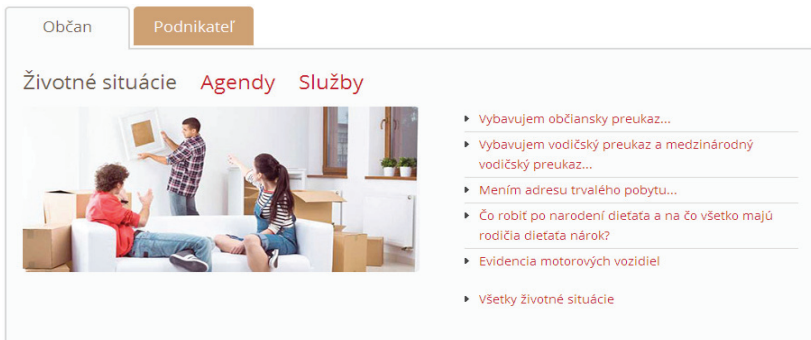 Občan
Podnikateľ
Životné situácie
Agendy
Služby
Vybavujem občiansky preukaz...
Vybavujem vodičský preukaz a medzinárodný
vodičský preukaz...
Mením adresu trvalého pobytu...
Čo robiť po narodení dieťaťa a na čo všetko majú
rodičia dieťaťa nárok?
Evidencia motorových vozidiel
Všetky životné situácie